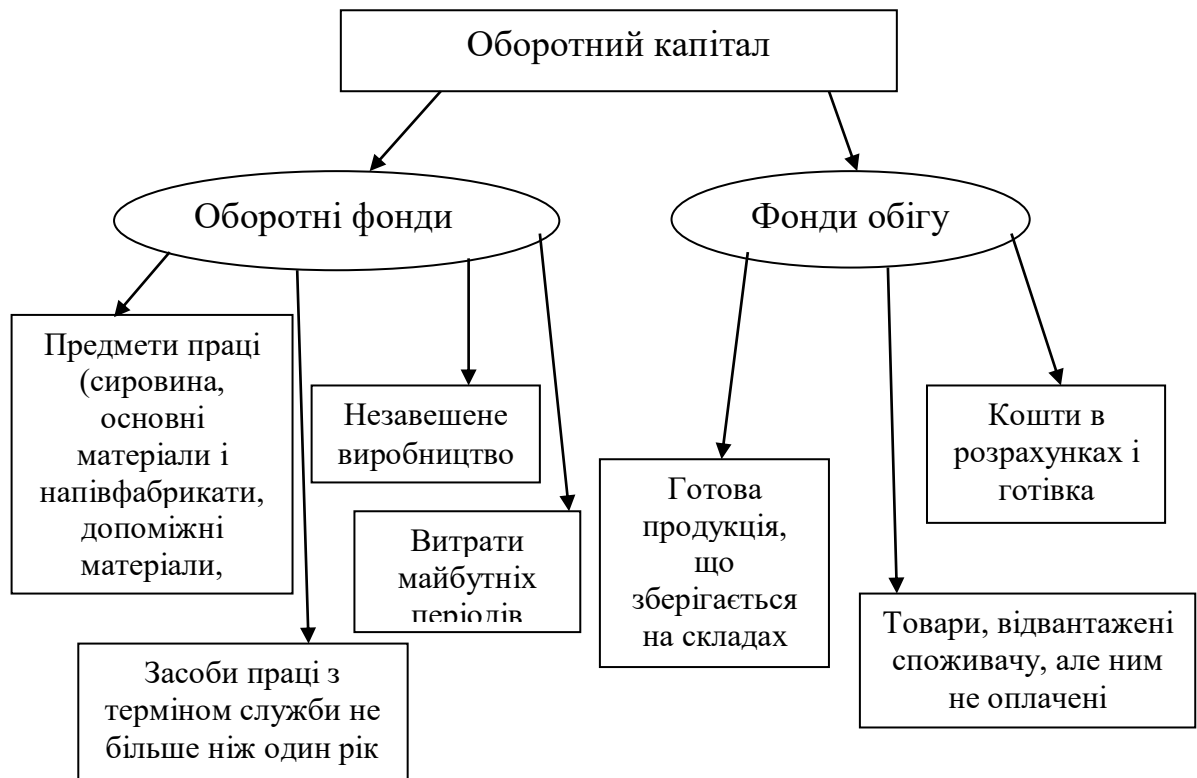 Оборотний капітал
Оборотні фонди
Фонди обігу
Предмети праці
(сировина,
основні
матеріали і
напівфабрикати,
допоміжні
матеріали,
Незавешене
виробництво
Витрати
майбутніх
періодів
Засоби праці з
терміном служби не
більше ніж один рік
Готова
продукція,
що
зберігається
на складах
Кошти в
розрахунках і
готівка
Товари, відвантажені
споживачу, але ним
не оплачені